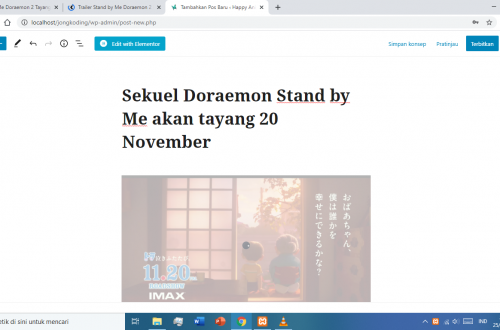 Me Doraemon 2 Tayang
Trailer Stand by Me Doraemon 2
Tambahkan Pos Baru ‹ Happy An
localhost/jongkoding/wp-admin/post-new.php
Edit with Elementor
Simpan konsep
Pratinjau
Terbitkan
Sekuel Doraemon Stand by
Me akan tayang 20
November
おばあちゃん、
僕は誰かを
幸せにできるかな?
11.20
ROADSHOW
IMAX
etik di sini untuk mencari
IND